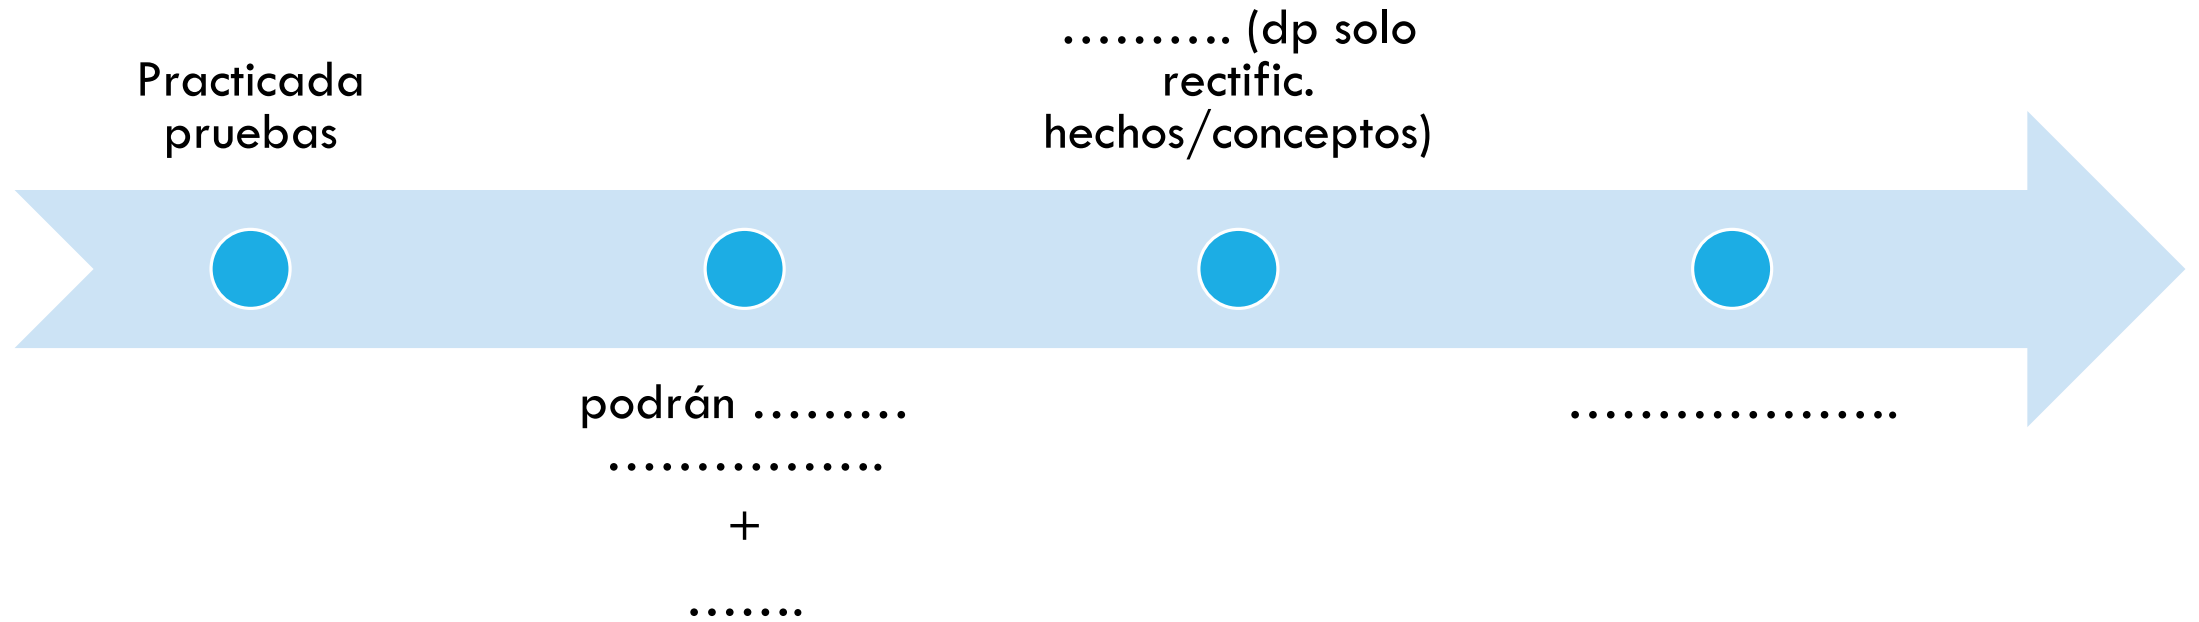 Practicada
pruebas
podrán ………
…………….
+
…….
………. (dp solo
rectific.
hechos/conceptos)
……………….